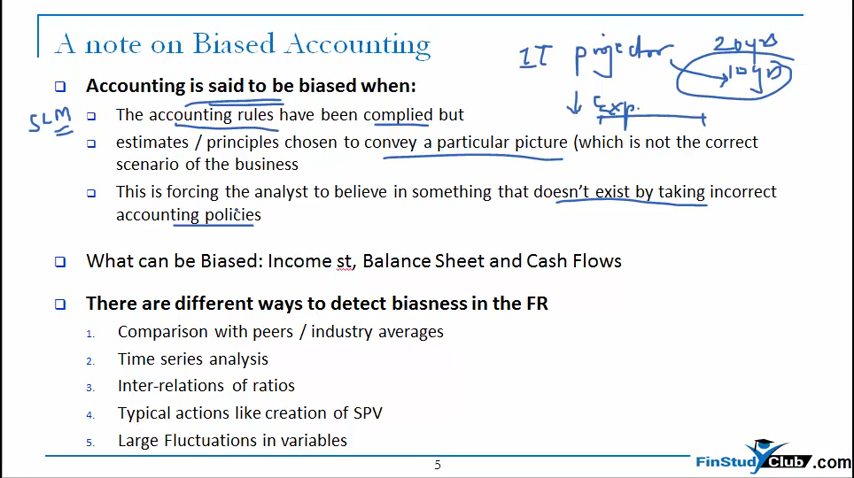 A note on Biased Accounting
1T projector
20 yrs
10 yrs
↓ Exp.
Accounting is said to be biased when:
SLM
The accounting rules have been complied but
estimates / principles chosen to convey a particular picture (which is not the correct
scenario of the business
This is forcing the analyst to believe in something that doesn't exist by taking incorrect
accounting policies
What can be Biased: Income st, Balance Sheet and Cash Flows
There are different ways to detect biasness in the FR
1. Comparison with peers / industry averages
2. Time series analysis
3. Inter-relations of ratios
4. Typical actions like creation of SPV
5. Large Fluctuations in variables
5
FinStudyClub.com